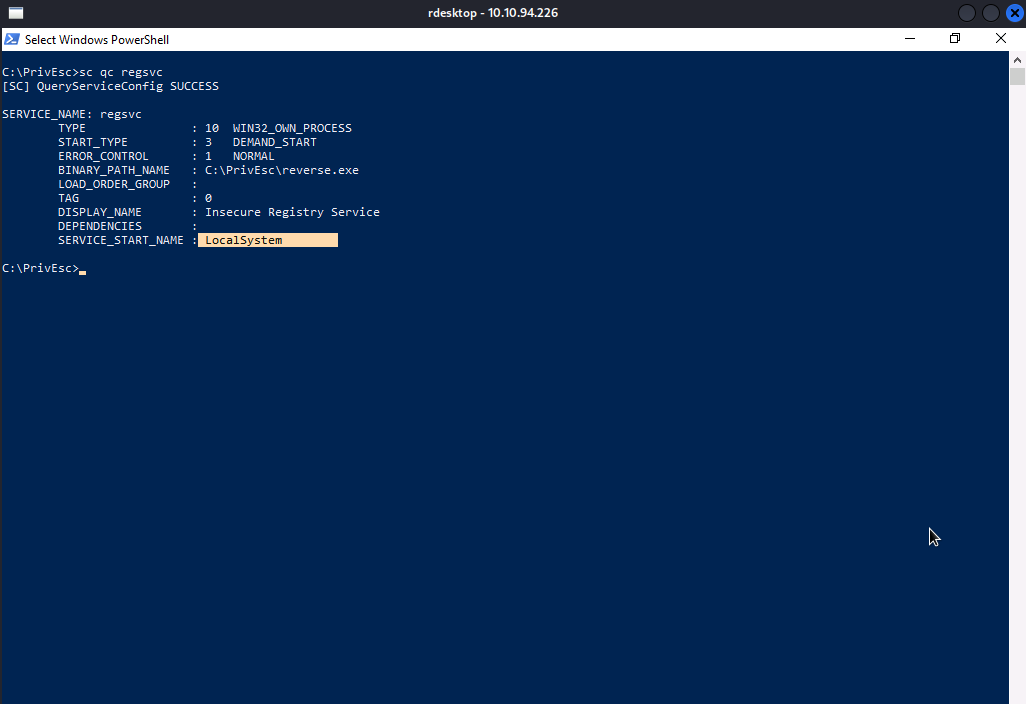 rdesktop - 10.10.94.226
Select Windows PowerShell
C:\PrivEsc>sc qc regsvc
[SC] QueryServiceConfig SUCCESS
SERVICE_NAME: regsvc
TYPE : 10 WIN32_OWN_PROCESS
START_TYPE : 3 DEMAND_START
ERROR_CONTROL : 1 NORMAL
BINARY_PATH_NAME : C:\PrivEsc\reverse.exe
LOAD_ORDER_GROUP :
TAG : 0
DISPLAY_NAME : Insecure Registry Service
DEPENDENCIES :
SERVICE_START_NAME : LocalSystem
C:\PrivEsc>